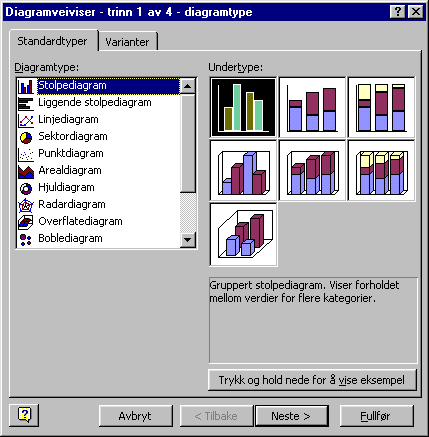 Diagramveiviser - trinn 1 av 4 - diagramtype
Standardtyper
Varianter
Diagramtype:
Stolpediagram
Liggende stolpediagram
Linjediagram
Sektordiagram
Punktdiagram
Arealdiagram
Hjuldiagram
Radardiagram
Overflatediagram
Boblediagram
Undertype:
Gruppert stolpediagram. Viser forholdet
mellom verdier for flere kategorier.
Trykk og hold nede for å vise eksempel
Avbryt
< Tilbake
Neste >
Fullfør